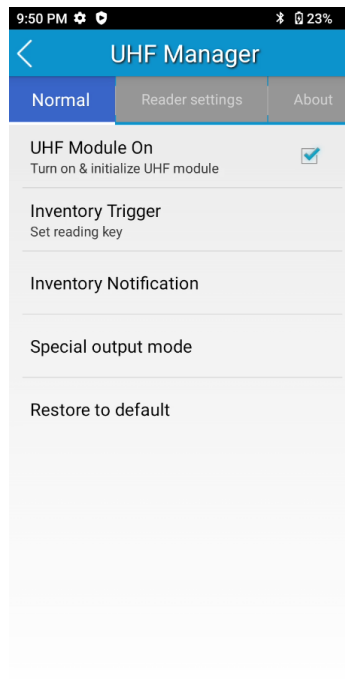 9:50 PM 23%
UHF Manager
Normal Reader settings About
UHF Module On
Turn on & initialize UHF module
Inventory Trigger
Set reading key
Inventory Notification
Special output mode
Restore to default